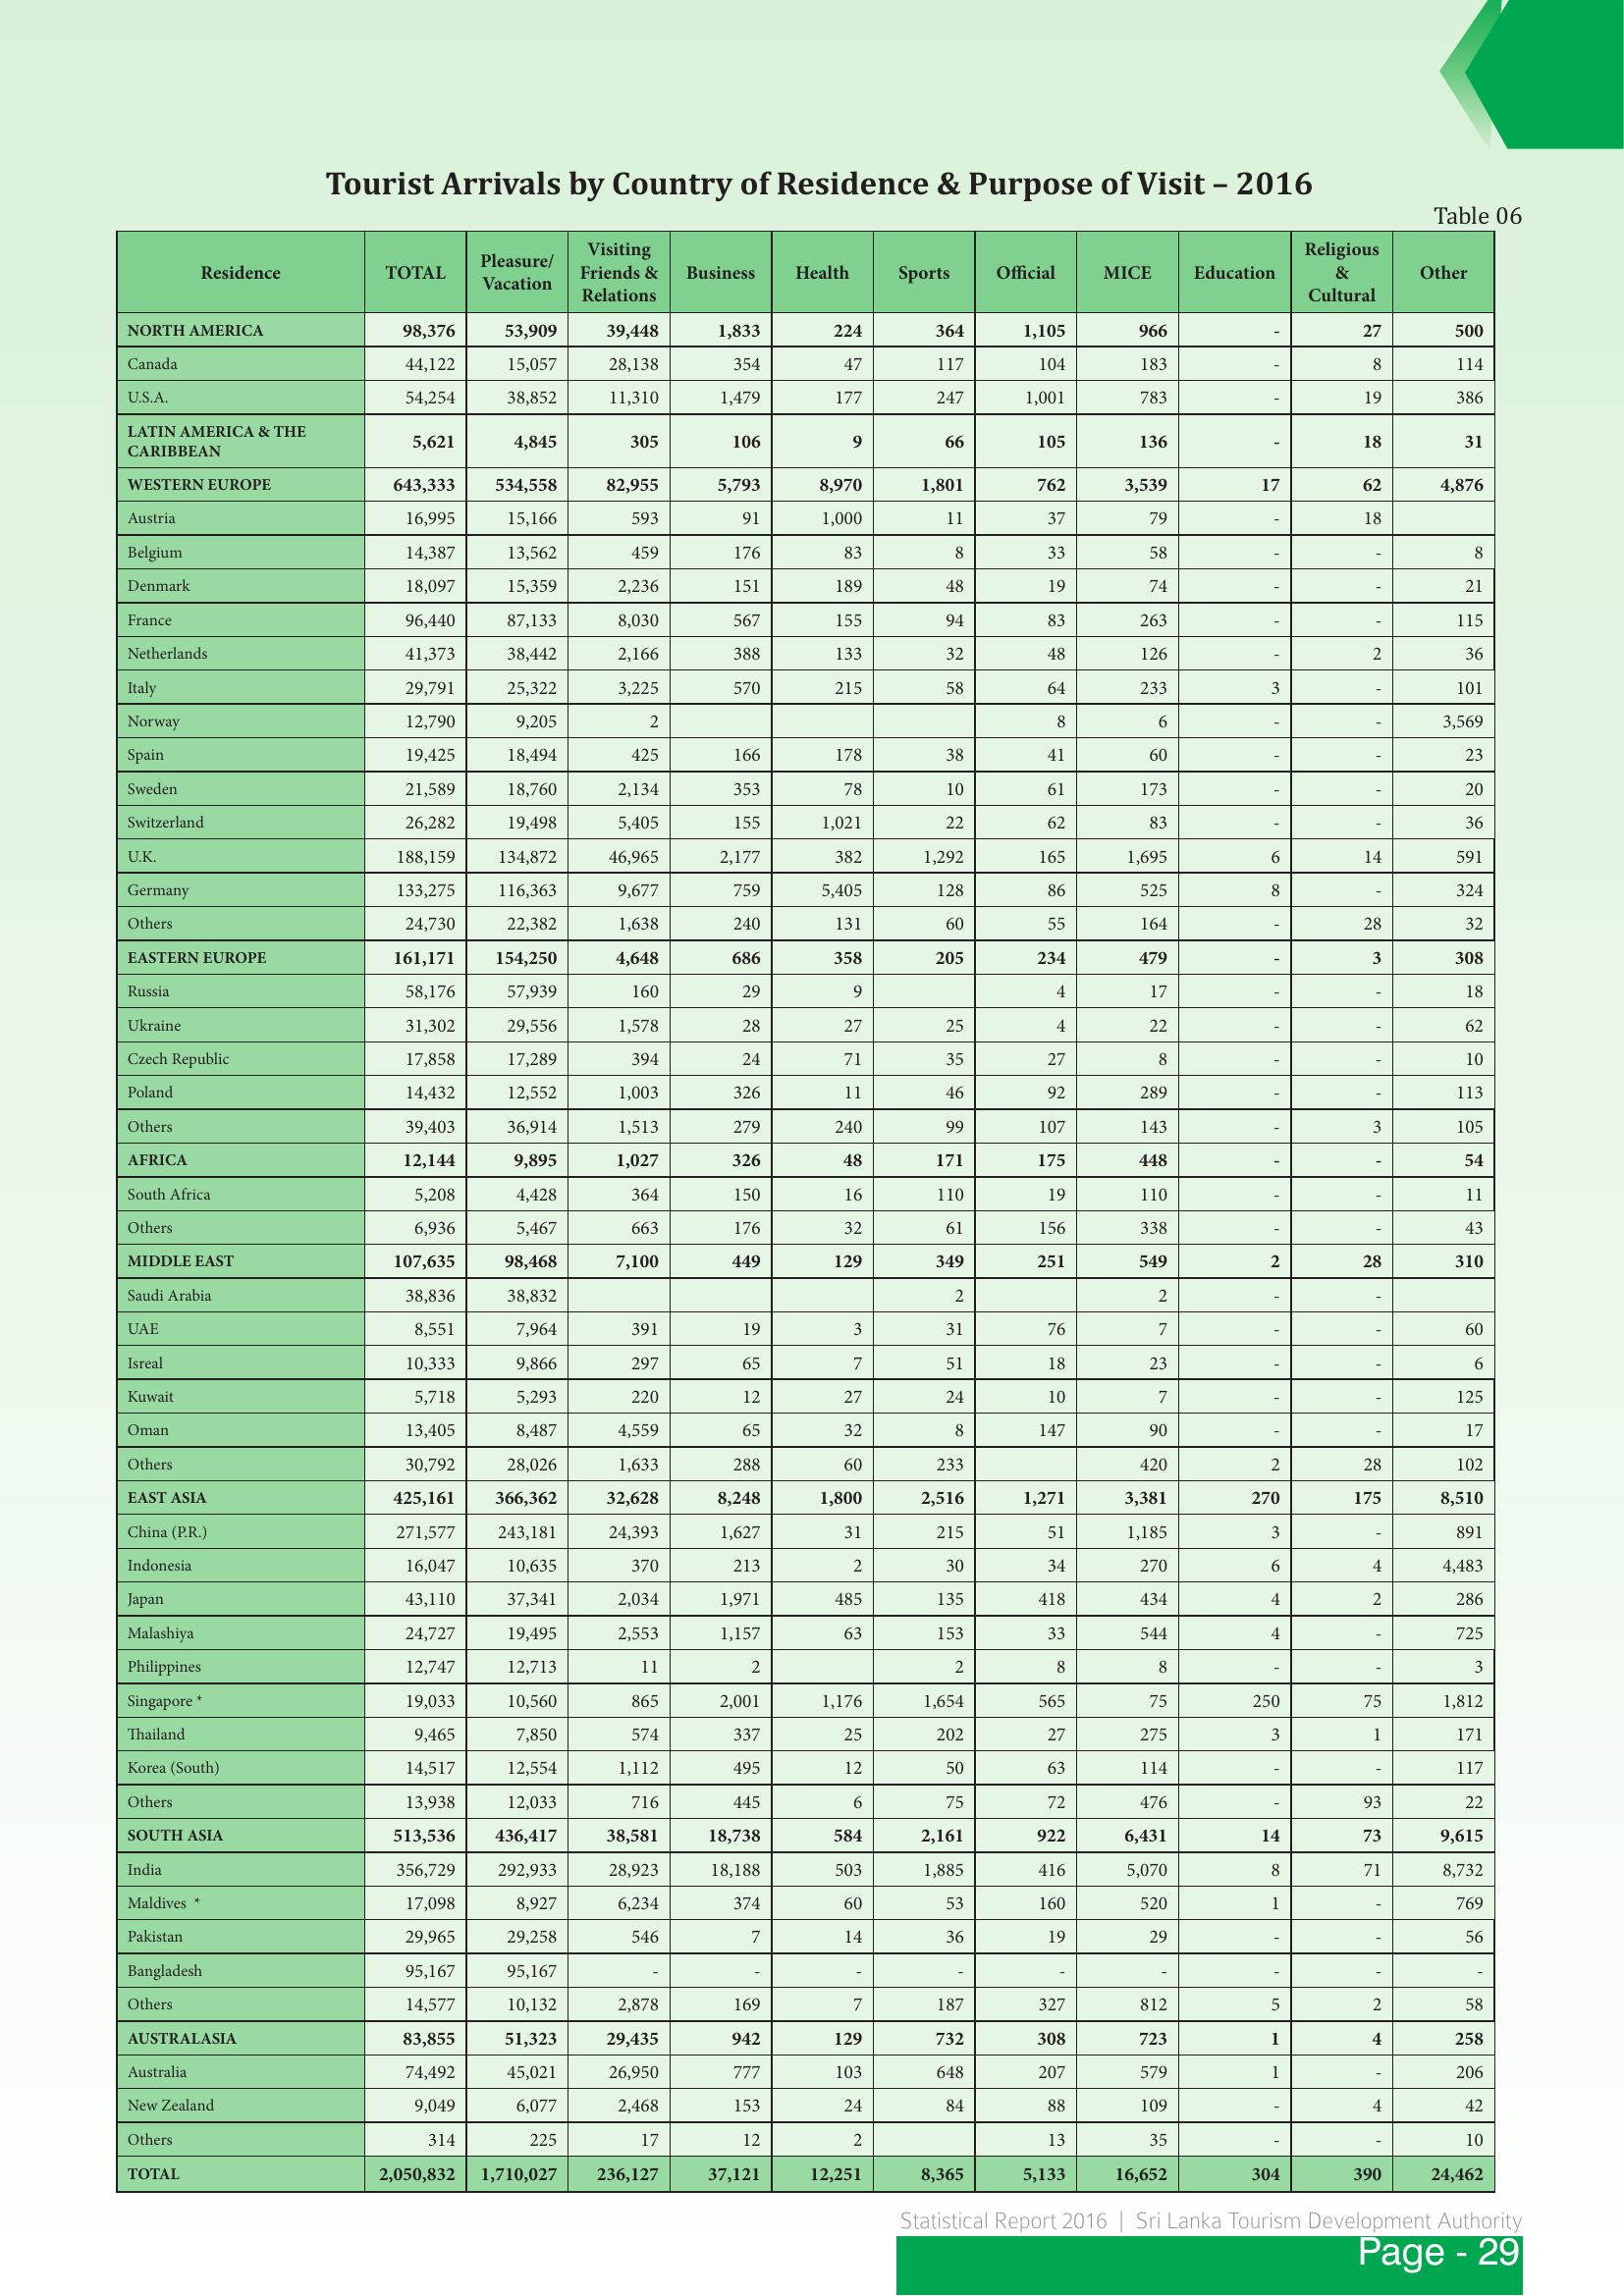 Tourist Arrivals by Country of Residence & Purpose of Visit – 2016
Table 06
Residence TOTAL Pleasure/ Vacation Visiting Friends & Relations Business Health Sports Official MICE Education Religious & Cultural Other
NORTH AMERICA 98,376 53,909 39,448 1,833 224 364 1,105 966 - 27 500
Canada 44,122 15,057 28,138 354 47 117 104 183 - 8 114
U.S.A. 54,254 38,852 11,310 1,479 177 247 1,001 783 - 19 386
LATIN AMERICA & THE CARIBBEAN 5,621 4,845 305 106 9 66 105 136 - 18 31
WESTERN EUROPE 643,333 534,558 82,955 5,793 8,970 1,801 762 3,539 17 62 4,876
Austria 16,995 15,166 593 91 1,000 11 37 79 - 18
Belgium 14,387 13,562 459 176 83 8 33 58 - - 8
Denmark 18,097 15,359 2,236 151 189 48 19 74 - - 21
France 96,440 87,133 8,030 567 155 94 83 263 - - 115
Netherlands 41,373 38,442 2,166 388 133 32 48 126 - 2 36
Italy 29,791 25,322 3,225 570 215 58 64 233 3 - 101
Norway 12,790 9,205 2 8 6 - - 3,569
Spain 19,425 18,494 425 166 178 38 41 60 - - 23
Sweden 21,589 18,760 2,134 353 78 10 61 173 - - 20
Switzerland 26,282 19,498 5,405 155 1,021 22 62 83 - - 36
U.K. 188,159 134,872 46,965 2,177 382 1,292 165 1,695 6 14 591
Germany 133,275 116,363 9,677 759 5,405 128 86 525 8 - 324
Others 24,730 22,382 1,638 240 131 60 55 164 - 28 32
EASTERN EUROPE 161,171 154,250 4,648 686 358 205 234 479 - 3 308
Russia 58,176 57,939 160 29 9 4 17 - - 18
Ukraine 31,302 29,556 1,578 28 27 25 4 22 - - 62
Czech Republic 17,858 17,289 394 24 71 35 27 8 - - 10
Poland 14,432 12,552 1,003 326 11 46 92 289 - - 113
Others 39,403 36,914 1,513 279 240 99 107 143 - 3 105
AFRICA 12,144 9,895 1,027 326 48 171 175 448 - - 54
South Africa 5,208 4,428 364 150 16 110 19 110 - - 11
Others 6,936 5,467 663 176 32 61 156 338 - - 43
MIDDLE EAST 107,635 98,468 7,100 449 129 349 251 549 2 28 310
Saudi Arabia 38,836 38,832 2 2 - -
UAE 8,551 7,964 391 19 3 31 76 7 - - 60
Isreal 10,333 9,866 297 65 7 51 18 23 - - 6
Kuwait 5,718 5,293 220 12 27 24 10 7 - - 125
Oman 13,405 8,487 4,559 65 32 8 147 90 - - 17
Others 30,792 28,026 1,633 288 60 233 420 2 28 102
EAST ASIA 425,161 366,362 32,628 8,248 1,800 2,516 1,271 3,381 270 175 8,510
China (P.R.) 271,577 243,181 24,393 1,627 31 215 51 1,185 3 - 891
Indonesia 16,047 10,635 370 213 2 30 34 270 6 4 4,483
Japan 43,110 37,341 2,034 1,971 485 135 418 434 4 2 286
Malashiya 24,727 19,495 2,553 1,157 63 153 33 544 4 - 725
Philippines 12,747 12,713 11 2 2 8 8 - - 3
Singapore * 19,033 10,560 865 2,001 1,176 1,654 565 75 250 75 1,812
Thailand 9,465 7,850 574 337 25 202 27 275 3 1 171
Korea (South) 14,517 12,554 1,112 495 12 50 63 114 - - 117
Others 13,938 12,033 716 445 6 75 72 476 - 93 22
SOUTH ASIA 513,536 436,417 38,581 18,738 584 2,161 922 6,431 14 73 9,615
India 356,729 292,933 28,923 18,188 503 1,885 416 5,070 8 71 8,732
Maldives * 17,098 8,927 6,234 374 60 53 160 520 1 - 769
Pakistan 29,965 29,258 546 7 14 36 19 29 - - 56
Bangladesh 95,167 95,167 - - - - - - - - -
Others 14,577 10,132 2,878 169 7 187 327 812 5 2 58
AUSTRALASIA 83,855 51,323 29,435 942 129 732 308 723 1 4 258
Australia 74,492 45,021 26,950 777 103 648 207 579 1 - 206
New Zealand 9,049 6,077 2,468 153 24 84 88 109 - 4 42
Others 314 225 17 12 2 13 35 - - 10
TOTAL 2,050,832 1,710,027 236,127 37,121 12,251 8,365 5,133 16,652 304 390 24,462
Statistical Report 2016 | Sri Lanka Tourism Development Authority
Page - 29